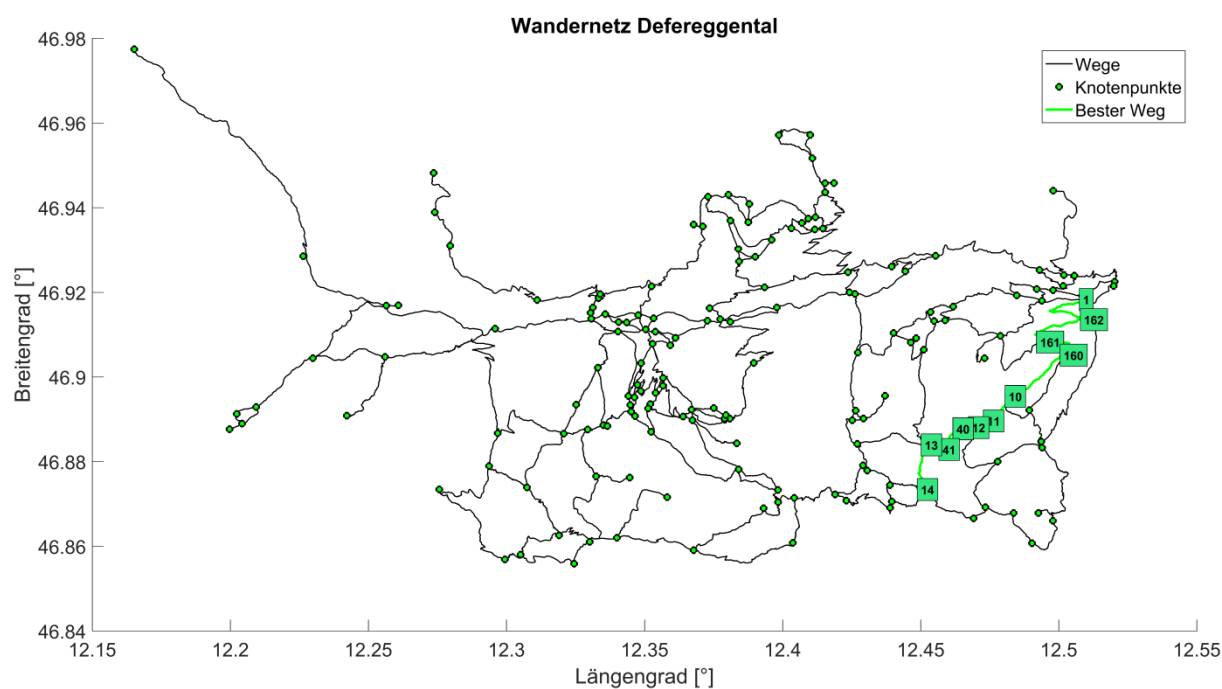 Wandernetz Defereggental
46.98
46.96
46.94
46.92
46.9
46.88
46.86
46.84
Breitengrad [°]
Wege
Knotenpunkte
Bester Weg
1
162
161
160
10
11
12
40
41
13
14
12.15 12.2 12.25 12.3 12.35 12.4 12.45 12.5 12.55
Längengrad [°]